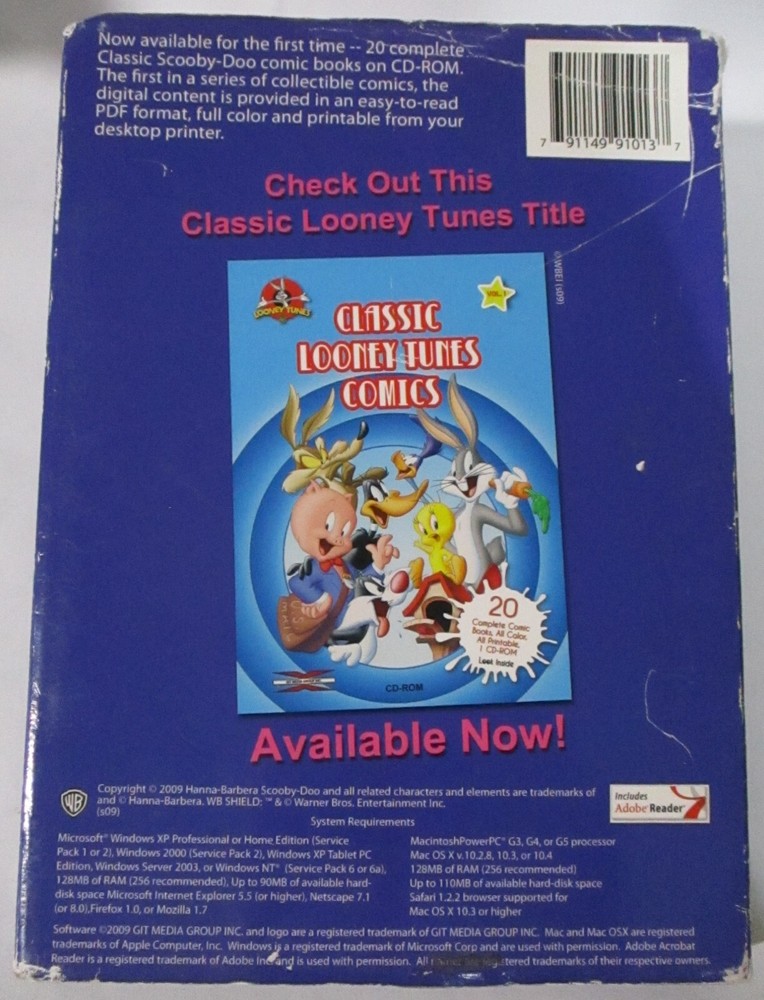 Now available for the first time -- 20 complete
Classic Scooby-Doo comic books on CD-ROM.
The first in a series of collectible comics, the
digital content is provided in an easy-to-read
PDF format, full color and printable from your
desktop printer.
7 91149 91013 7
Check Out This
Classic Looney Tunes Title
©WBEI (s09)
LOONEY TUNES
VOL. 1
CLASSIC
LOONEY TUNES
COMICS
20
Complete Comic
Books, All Color,
All Printable,
1 CD-ROM
Look Inside
CD-ROM
Available Now!
WB
Copyright © 2009 Hanna-Barbera Scooby-Doo and all related characters and elements are trademarks of
and © Hanna-Barbera. WB SHIELD: ™ & © Warner Bros. Entertainment Inc.
(s09)
Includes
Adobe Reader
System Requirements
Microsoft® Windows XP Professional or Home Edition (Service
Pack 1 or 2), Windows 2000 (Service Pack 2), Windows XP Tablet PC
Edition, Windows Server 2003, or Windows NT® (Service Pack 6 or 6a),
128MB of RAM (256 recommended), Up to 90MB of available hard-
disk space Microsoft Internet Explorer 5.5 (or higher), Netscape 7.1
(or 8.0),Firefox 1.0, or Mozilla 1.7
MacintoshPowerPC® G3, G4, or G5 processor
Mac OS X v.10.2.8, 10.3, or 10.4
128MB of RAM (256 recommended)
Up to 110MB of available hard-disk space
Safari 1.2.2 browser supported for
Mac OS X 10.3 or higher
Software ©2009 GIT MEDIA GROUP INC. and logo are a registered trademark of GIT MEDIA GROUP INC. Mac and Mac OSX are registered
trademarks of Apple Computer, Inc. Windows is a registered trademark of Microsoft Corp and are used with permission. Adobe Acrobat
Reader is a registered trademark of Adobe Inc and is used with permission. All trademarks of their respective owners.